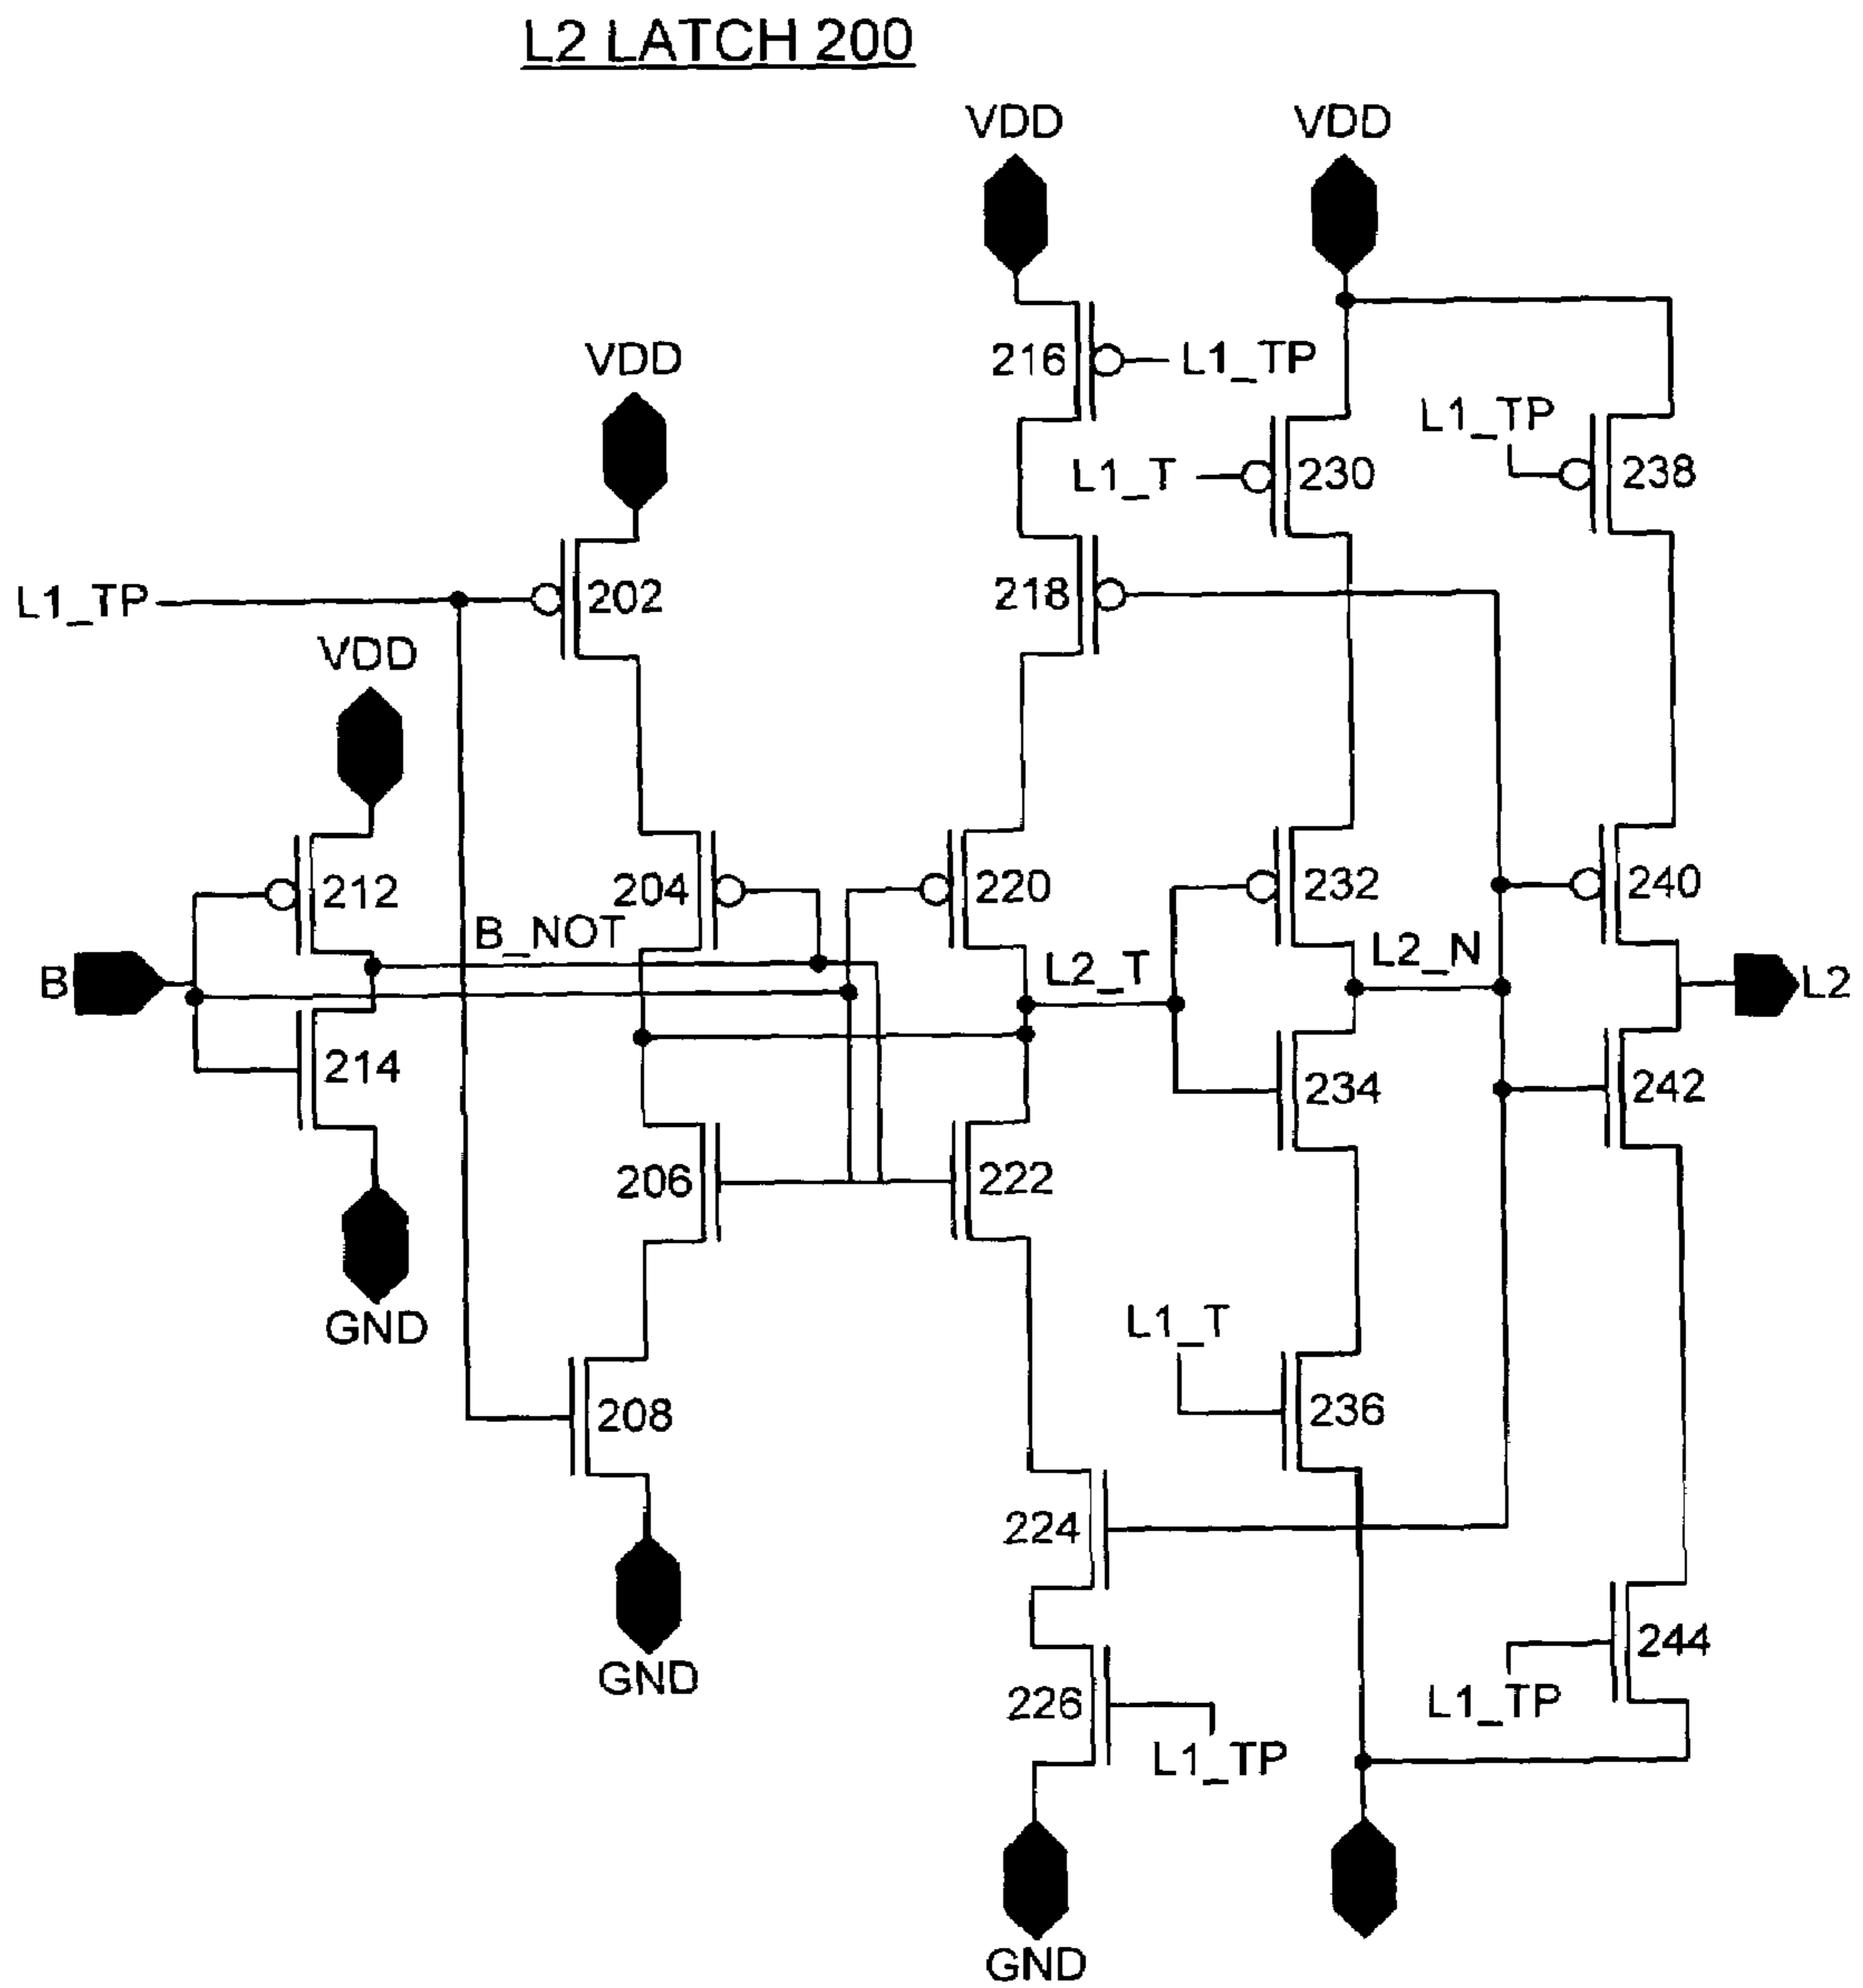 L2 LATCH 200
VDD
VDD
216
L1_TP
L1_TP
VDD
L1_T
230
238
L1_TP
202
218
VDD
212
204
220
232
240
B_NOT
B
L2_T
L2_N
L2
214
234
242
206
222
GND
L1_T
208
236
224
244
GND
226
L1_TP
L1_TP
GND